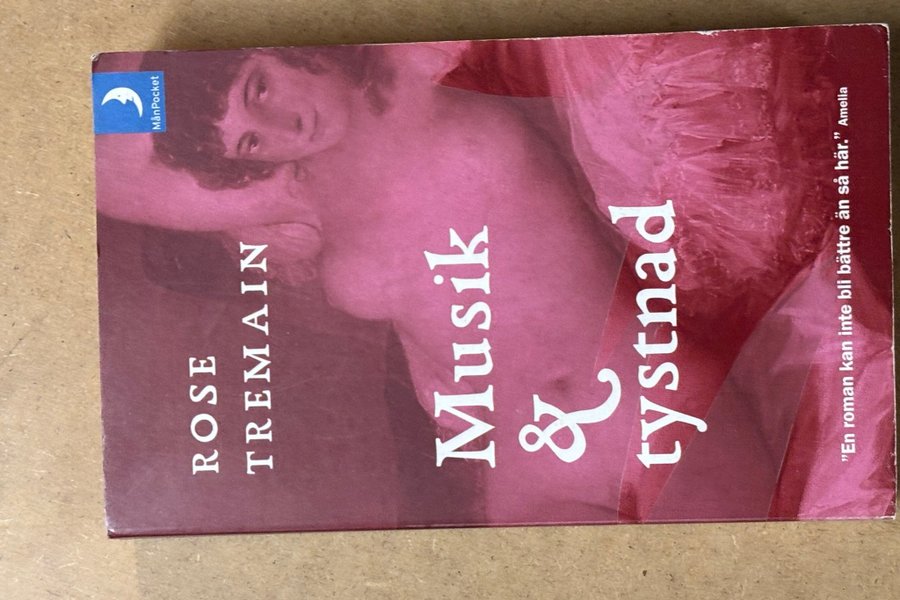 MånPocket
ROSE
TREMAIN
Musik
&
tystnad
"En roman kan inte bli bättre än så här." Amelia